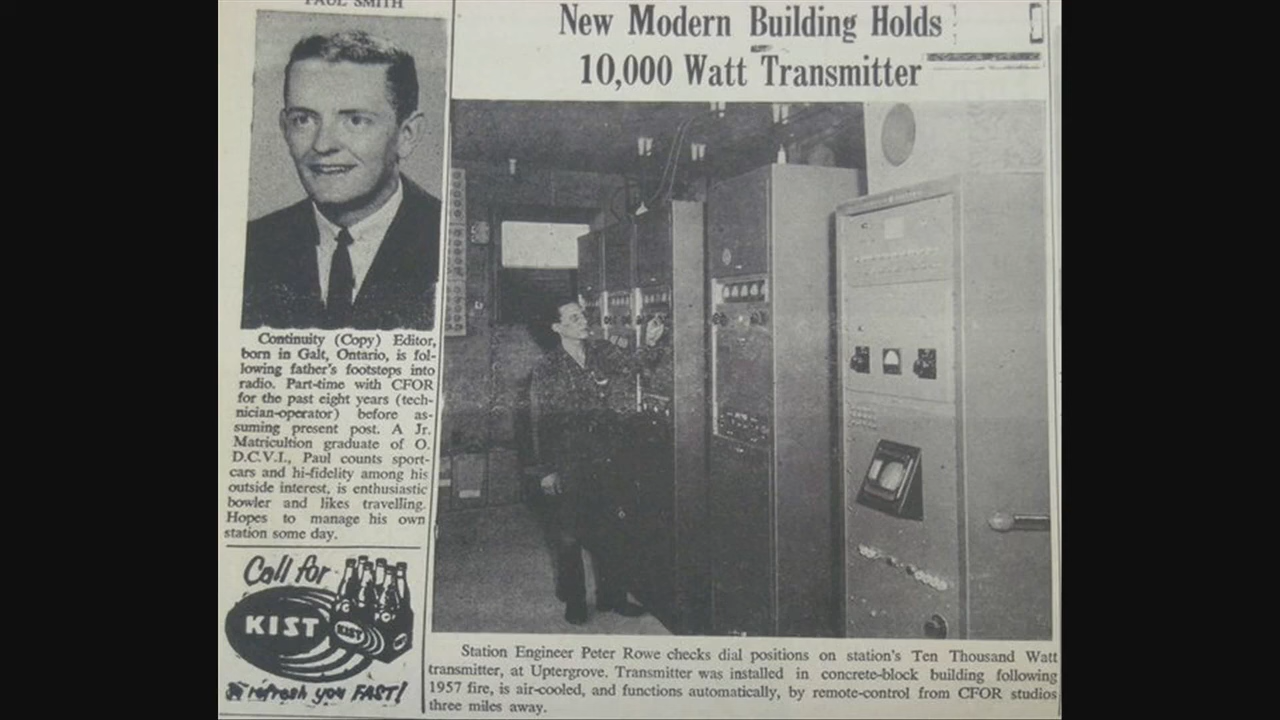 PAUL SMITH
Continuity (Copy) Editor,
born in Galt, Ontario, is fol-
lowing father's footsteps into
radio. Part-time with CFOR
for the past eight years (tech-
nician-operator) before as-
suming present post. A Jr.
Matricultion graduate of O.
D.C.V.I., Paul counts sport-
cars and hi-fidelity among his
outside interest, is enthusiastic
bowler and likes travelling.
Hopes to manage his own
station some day.
Call for
KIST
KIST
refresh you FAST!
New Modern Building Holds
10,000 Watt Transmitter
Station Engineer Peter Rowe checks dial positions on station's Ten Thousand Watt
transmitter, at Uptergrove. Transmitter was installed in concrete-block building following
1957 fire, is air-cooled, and functions automatically, by remote-control from CFOR studios
three miles away.